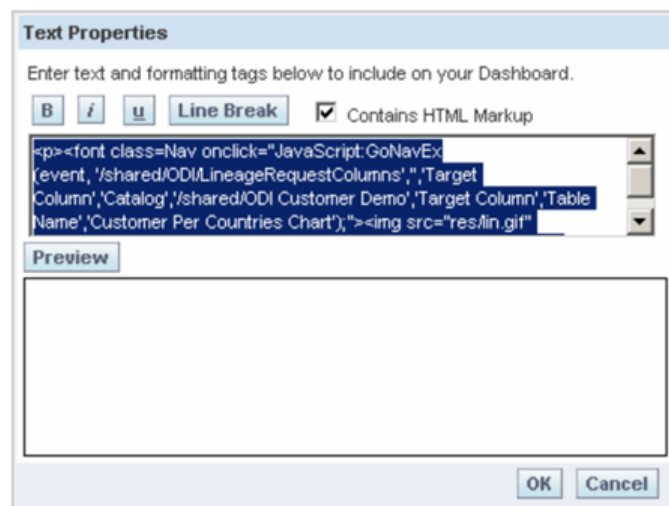 Text Properties
Enter text and formatting tags below to include on your Dashboard.
B i u Line Break Contains HTML Markup
<p><font class=Nav onclick="JavaScript:GoNavEx
(event, '/shared/ODI/LineageRequestColumns','','Target
Column','Catalog','/shared/ODI Customer Demo','Target Column','Table
Name','Customer Per Countries Chart');"><img src="res/lin.gif"
Preview
OK Cancel